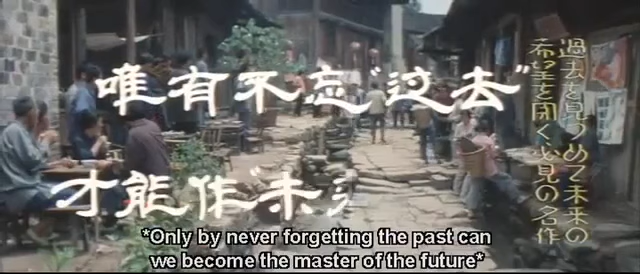 唯有不忘"过去"
才能作"未
過去を見つめて未来の
希望を開く必見の名作
*Only by never forgetting the past can
we become the master of the future*